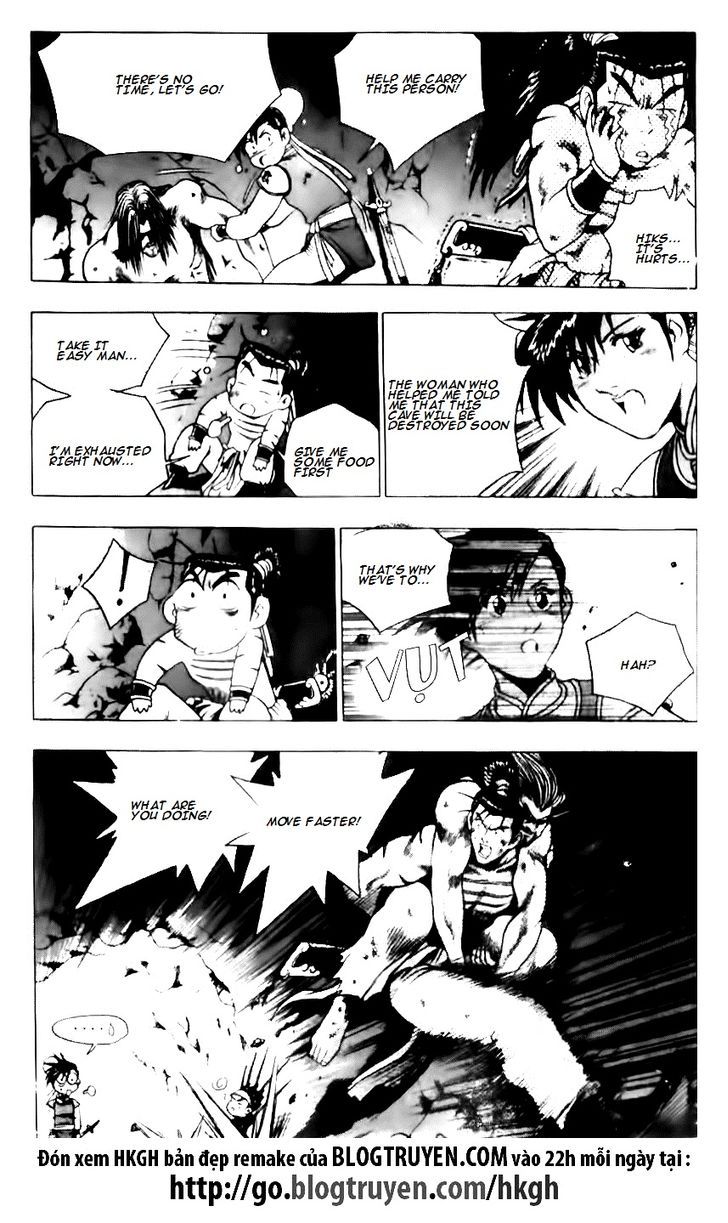 THERE'S NO
TIME, LET'S GO!
HELP ME CARRY
THIS PERSON!
HIKS...
IT'S
HURTS...
TAKE IT
EASY MAN...
I'M EXHAUSTED
RIGHT NOW...
GIVE ME
SOME FOOD
FIRST
THE WOMAN WHO
HELPED ME TOLD
ME THAT THIS
CAVE WILL BE
DESTROYED SOON
!
THAT'S WHY
WE'VE TO...
VỤT
HAH?
WHAT ARE
YOU DOING!
MOVE FASTER!
.....
Đón xem HKGH bản đẹp remake của BLOGTRUYEN.COM vào 22h mỗi ngày tại :
http://go.blogtruyen.com/hkgh